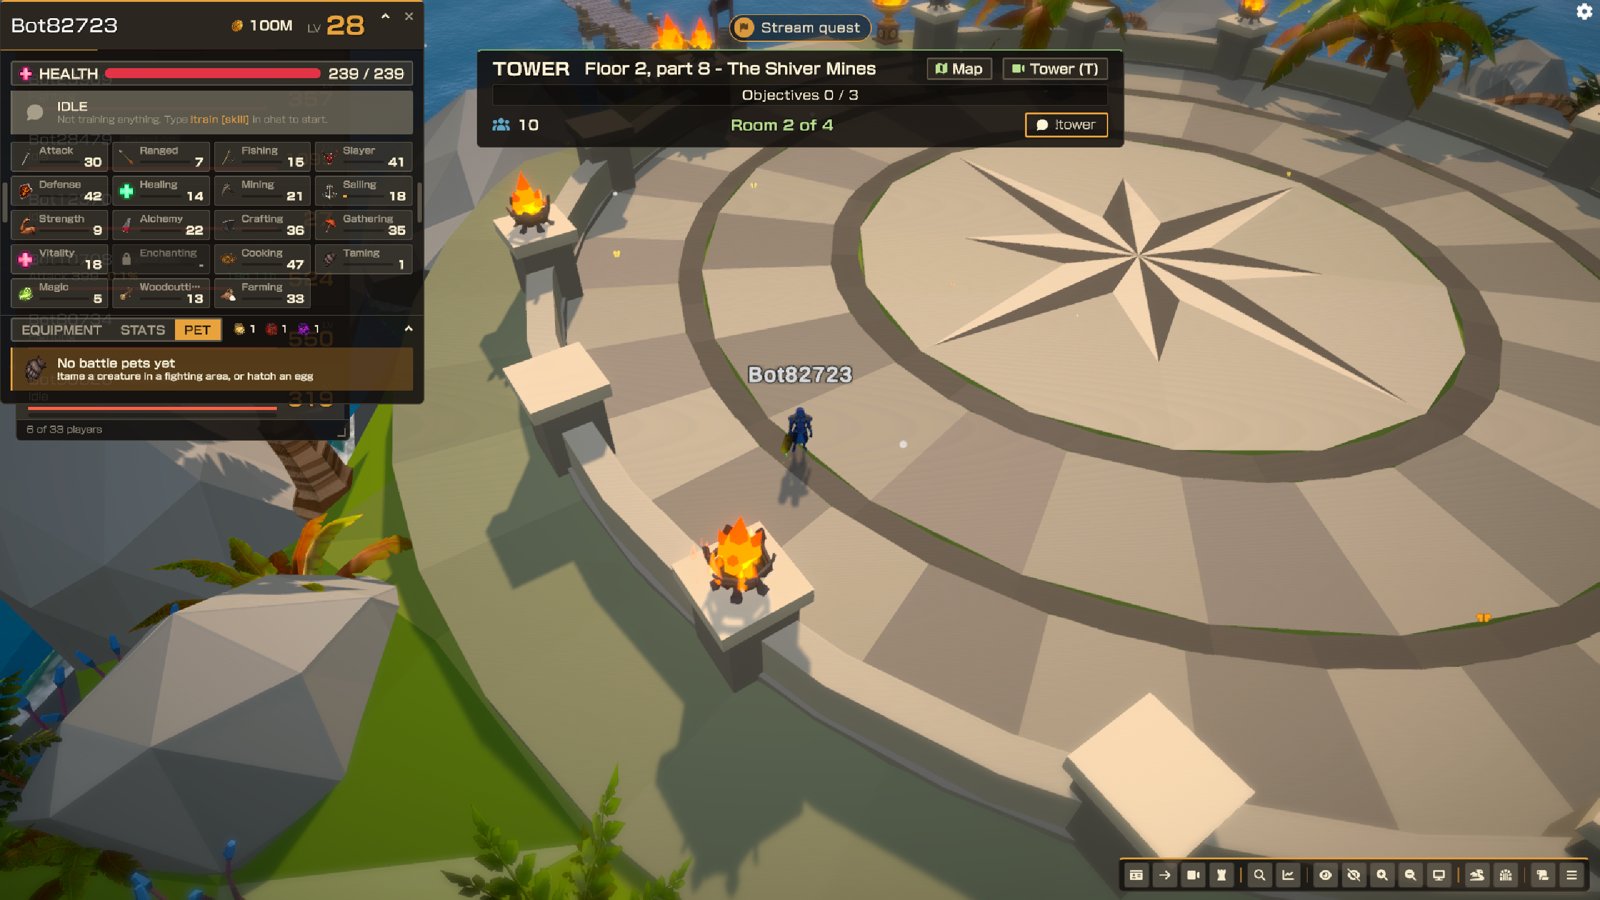 Bot82723
100M LV 28
HEALTH 239 / 239
IDLE
Not training anything. Type !train [skill] in chat to start.
Attack 30
Ranged 7
Fishing 15
Slayer 41
Defense 42
Healing 14
Mining 21
Sailing 18
Strength 9
Alchemy 22
Crafting 36
Gathering 35
Vitality 18
Enchanting -
Cooking 47
Taming 1
Magic 5
Woodcutti... 13
Farming 33
EQUIPMENT STATS PET 1 1 1
No battle pets yet
!tame a creature in a fighting area, or hatch an egg
Idle
319
6 of 33 players
Stream quest
TOWER Floor 2, part 8 - The Shiver Mines Map Tower (T)
Objectives 0 / 3
10 Room 2 of 4 !tower
Bot82723